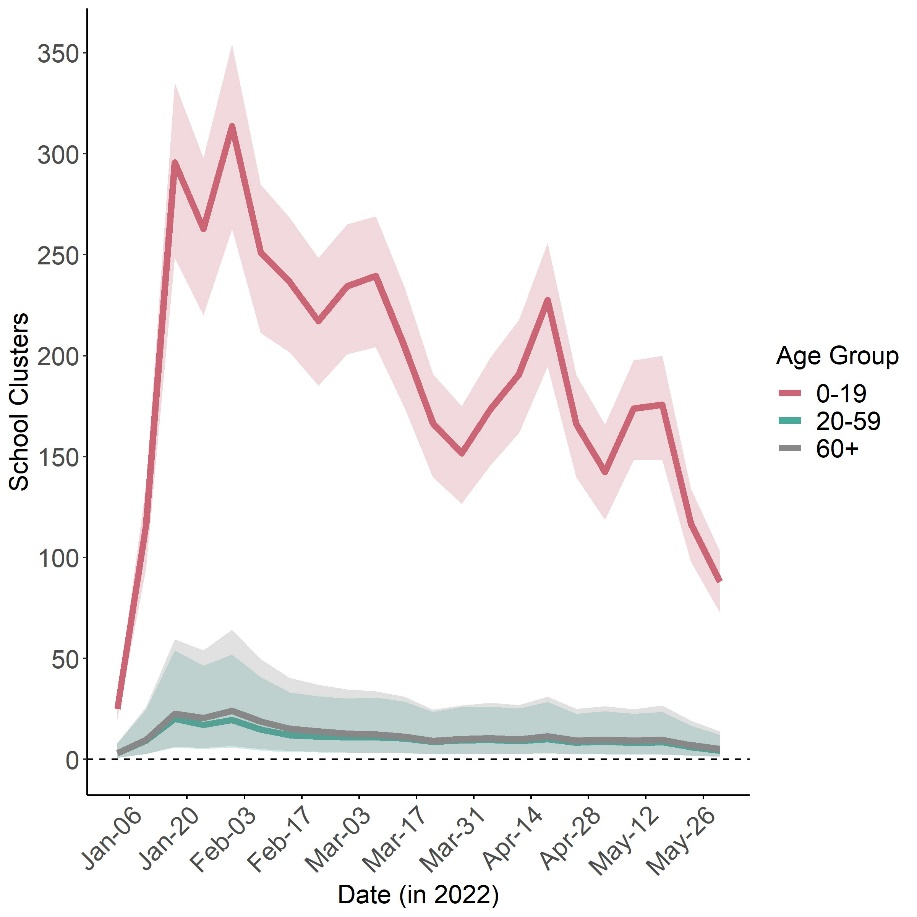 School Clusters
350
300
250
200
150
100
50
0
Jan-06
Jan-20
Feb-03
Feb-17
Mar-03
Mar-17
Mar-31
Apr-14
Apr-28
May-12
May-26
Date (in 2022)
Age Group
0-19
20-59
60+